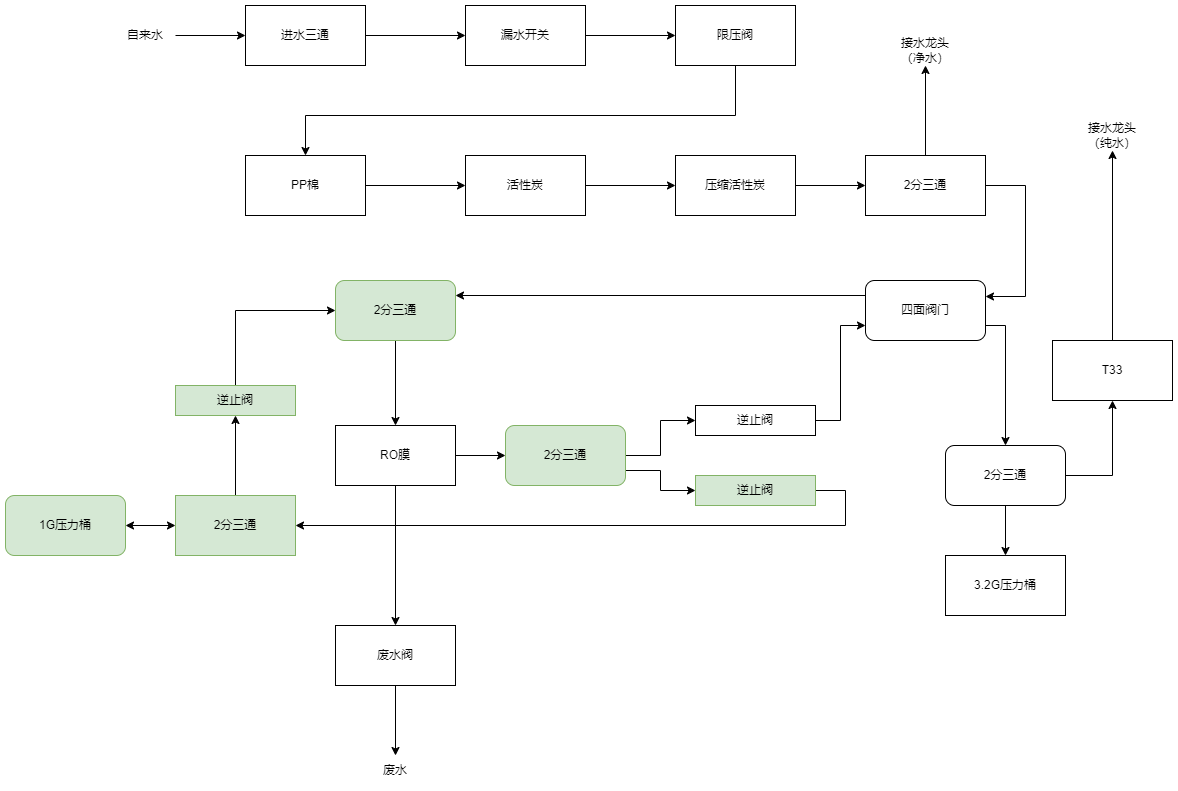 自来水
进水三通
漏水开关
限压阀
接水龙头
（净水）
接水龙头
（纯水）
PP棉
活性炭
压缩活性炭
2分三通
2分三通
四面阀门
T33
逆止阀
逆止阀
RO膜
2分三通
2分三通
逆止阀
1G压力桶
2分三通
3.2G压力桶
废水阀
废水